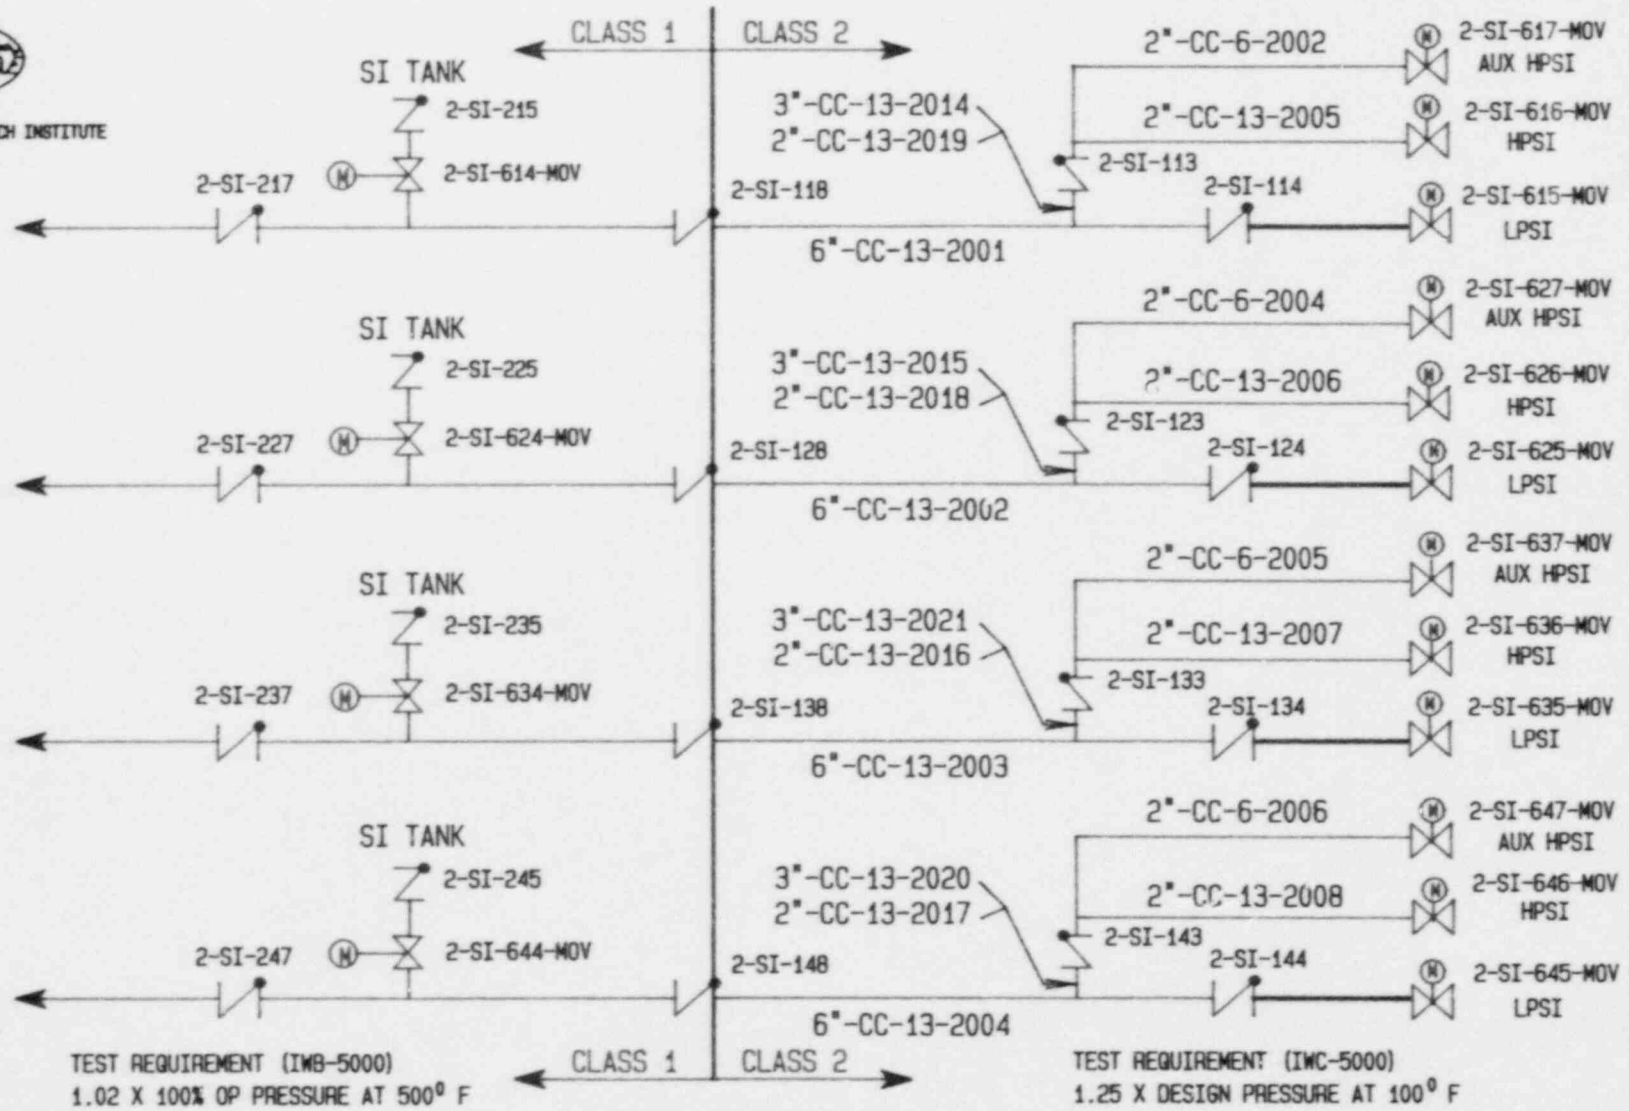 CLASS 1 CLASS 2
CH INSTITUTE
SI TANK
2-SI-215
2-SI-614-MOV
2-SI-217
2-SI-118
3"-CC-13-2014
2"-CC-13-2019
2"-CC-6-2002
2-SI-617-MOV
AUX HPSI
2"-CC-13-2005
2-SI-616-MOV
HPSI
2-SI-113
2-SI-114
2-SI-615-MOV
LPSI
6"-CC-13-2001
SI TANK
2-SI-225
2-SI-624-MOV
2-SI-227
2-SI-128
3"-CC-13-2015
2"-CC-13-2018
2"-CC-6-2004
2-SI-627-MOV
AUX HPSI
2"-CC-13-2006
2-SI-626-MOV
HPSI
2-SI-123
2-SI-124
2-SI-625-MOV
LPSI
6"-CC-13-2002
SI TANK
2-SI-235
2-SI-634-MOV
2-SI-237
2-SI-138
3"-CC-13-2021
2"-CC-13-2016
2"-CC-6-2005
2-SI-637-MOV
AUX HPSI
2"-CC-13-2007
2-SI-636-MOV
HPSI
2-SI-133
2-SI-134
2-SI-635-MOV
LPSI
6"-CC-13-2003
SI TANK
2-SI-245
2-SI-644-MOV
2-SI-247
2-SI-148
3"-CC-13-2020
2"-CC-13-2017
2"-CC-6-2006
2-SI-647-MOV
AUX HPSI
2"-CC-13-2008
2-SI-646-MOV
HPSI
2-SI-143
2-SI-144
2-SI-645-MOV
LPSI
6"-CC-13-2004
CLASS 1 CLASS 2
TEST REQUIREMENT (IWB-5000)
1.02 X 100% OP PRESSURE AT 500⁰ F
TEST REQUIREMENT (IWC-5000)
1.25 X DESIGN PRESSURE AT 100⁰ F